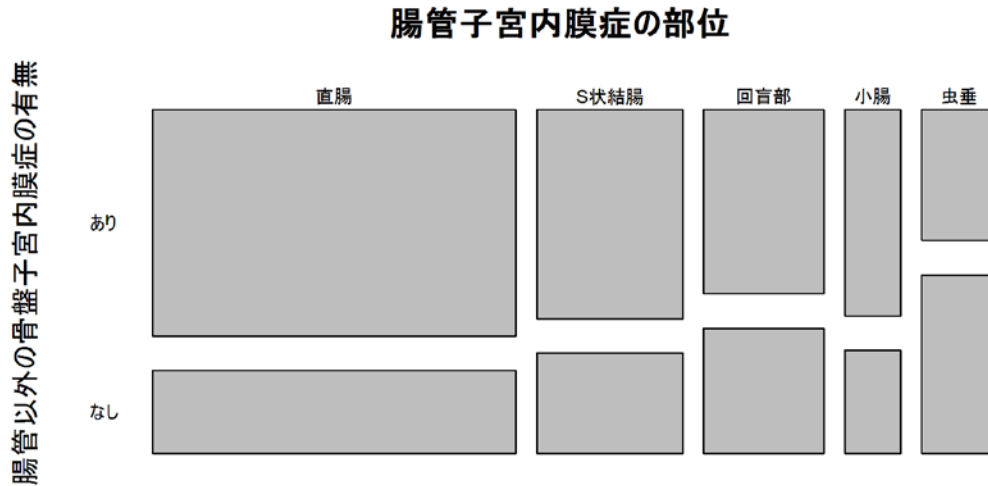 腸管子宮内膜症の部位
腸管以外の骨盤子宮内膜症の有無
直腸
S状結腸
回盲部
小腸
虫垂
あり
なし